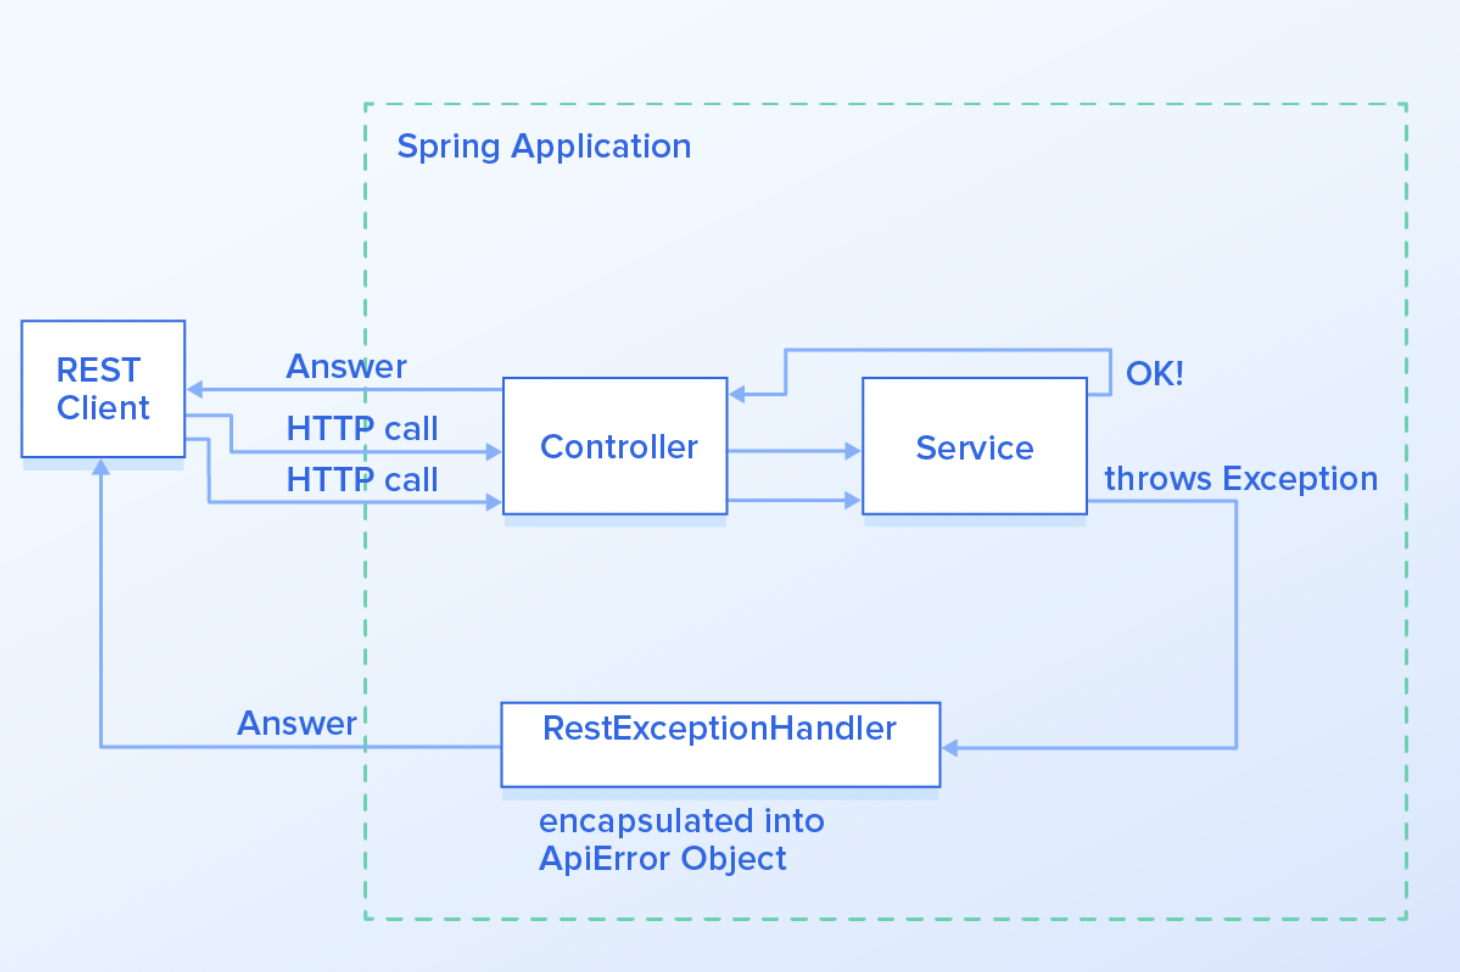 Spring Application
REST
Client
Answer
HTTP call
HTTP call
Controller
Service
OK!
throws Exception
Answer
RestExceptionHandler
encapsulated into
ApiError Object